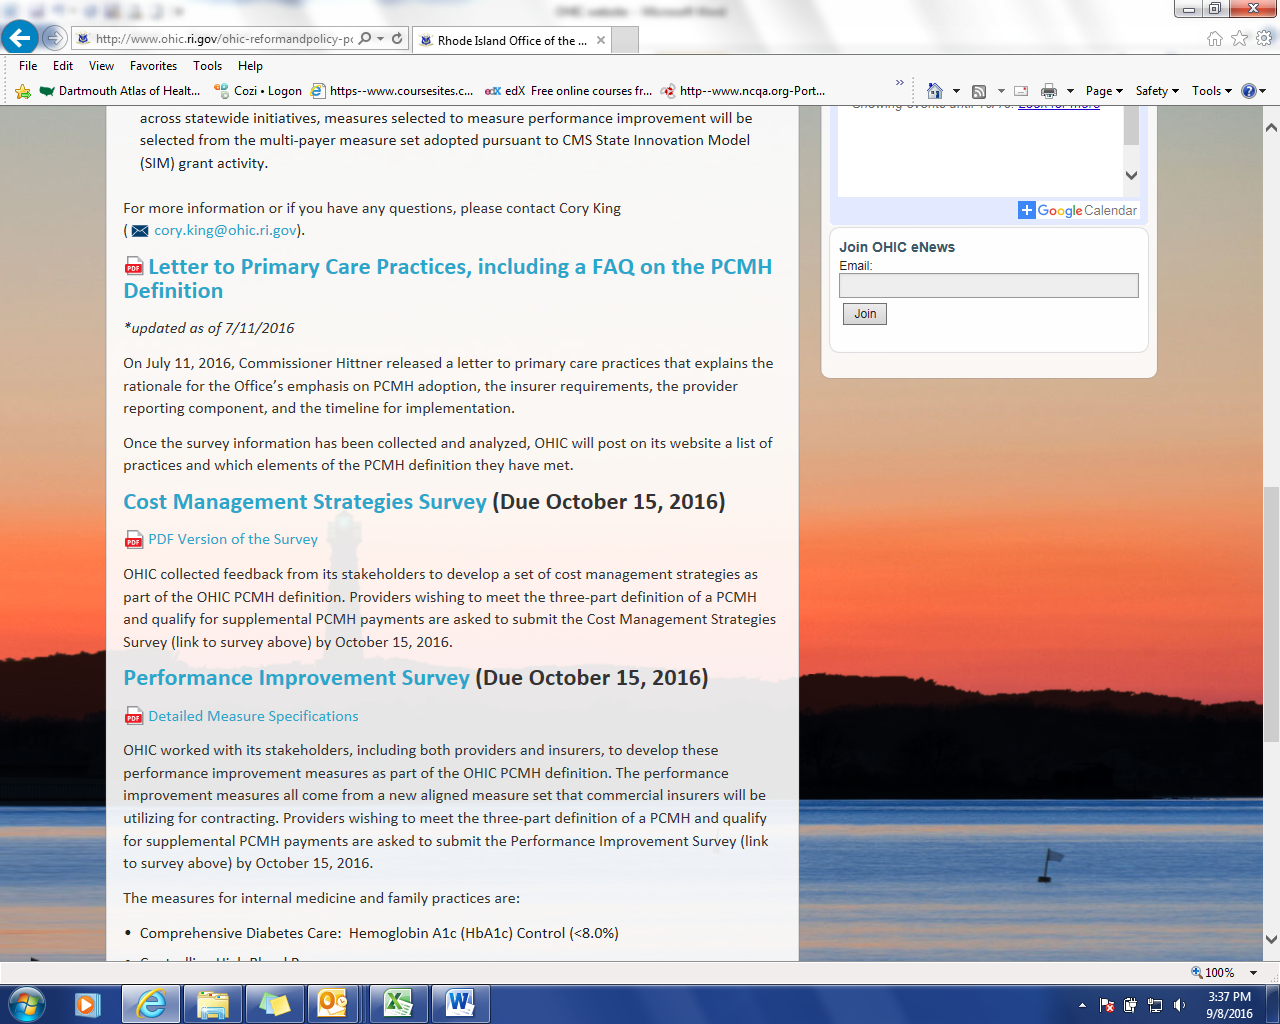 OHIC website - Microsoft Word
http://www.ohic.ri.gov/ohic-reformandpolicy-pc
Rhode Island Office of the ...
File Edit View Favorites Tools Help
Dartmouth Atlas of Healt... Cozi • Logon https--www.coursesites.c... edX Free online courses fr... http--www.ncqa.org-Port... » Page Safety Tools
across statewide initiatives, measures selected to measure performance improvement will be
selected from the multi-payer measure set adopted pursuant to CMS State Innovation Model
(SIM) grant activity.
For more information or if you have any questions, please contact Cory King
( cory.king@ohic.ri.gov).
PDF Letter to Primary Care Practices, including a FAQ on the PCMH
Definition
*updated as of 7/11/2016
On July 11, 2016, Commissioner Hittner released a letter to primary care practices that explains the
rationale for the Office's emphasis on PCMH adoption, the insurer requirements, the provider
reporting component, and the timeline for implementation.
Once the survey information has been collected and analyzed, OHIC will post on its website a list of
practices and which elements of the PCMH definition they have met.
Cost Management Strategies Survey (Due October 15, 2016)
PDF PDF Version of the Survey
OHIC collected feedback from its stakeholders to develop a set of cost management strategies as
part of the OHIC PCMH definition. Providers wishing to meet the three-part definition of a PCMH
and qualify for supplemental PCMH payments are asked to submit the Cost Management Strategies
Survey (link to survey above) by October 15, 2016.
Performance Improvement Survey (Due October 15, 2016)
PDF Detailed Measure Specifications
OHIC worked with its stakeholders, including both providers and insurers, to develop these
performance improvement measures as part of the OHIC PCMH definition. The performance
improvement measures all come from a new aligned measure set that commercial insurers will be
utilizing for contracting. Providers wishing to meet the three-part definition of a PCMH and qualify
for supplemental PCMH payments are asked to submit the Performance Improvement Survey (link
to survey above) by October 15, 2016.
The measures for internal medicine and family practices are:
• Comprehensive Diabetes Care: Hemoglobin A1c (HbA1c) Control (<8.0%)
Showing events until 10/10. Look for more
Google Calendar
Join OHIC eNews
Email:
Join
100%
3:37 PM
9/8/2016